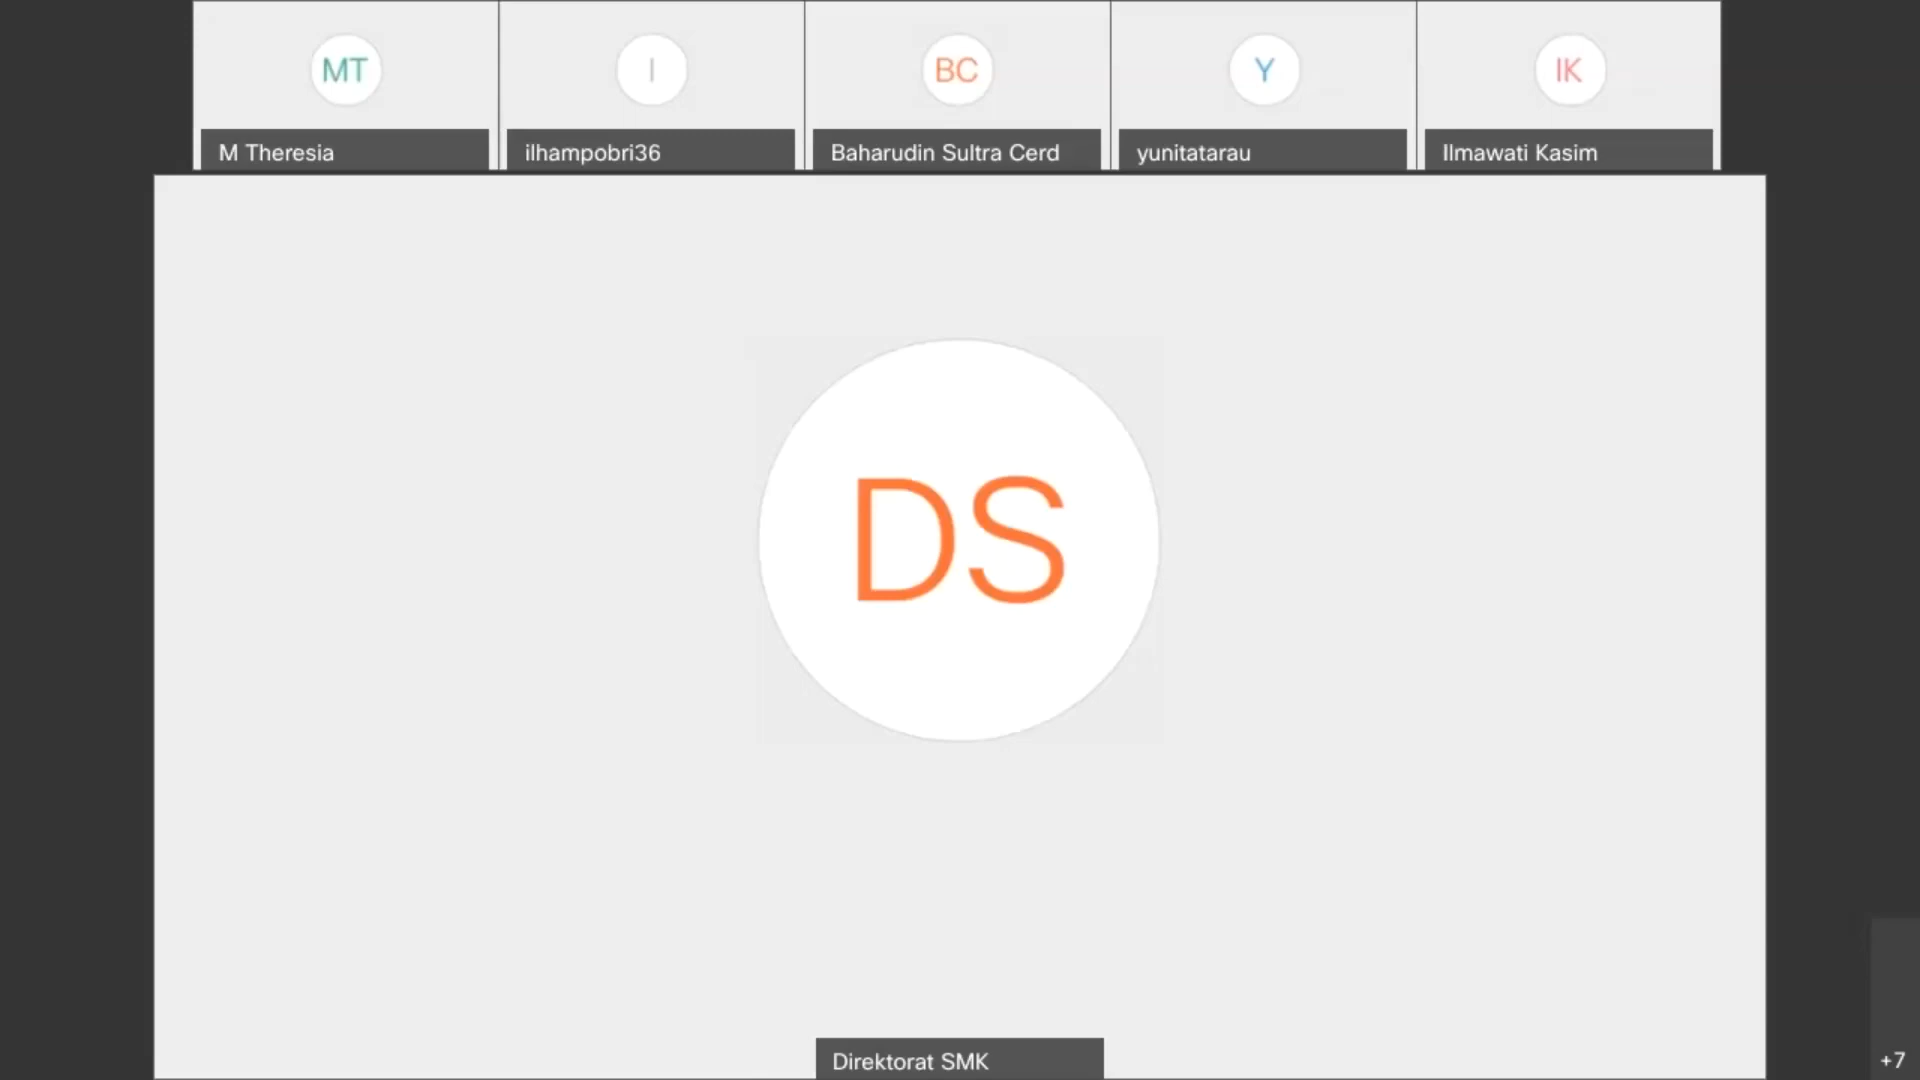 MT
I
BC
Y
IK
M Theresia
ilhampobri36
Baharudin Sultra Cerd
yunitatarau
Ilmawati Kasim
DS
Direktorat SMK
+7